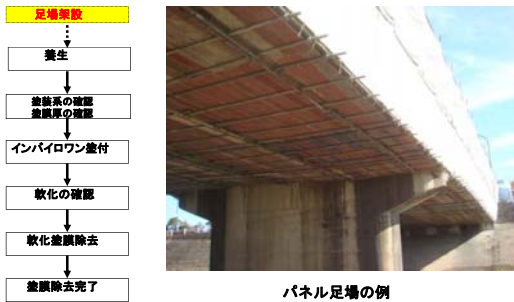 足場架設
養生
塗装系の確認
塗膜厚の確認
インバイロワン塗付
軟化の確認
軟化塗膜除去
塗膜除去完了
パネル足場の例